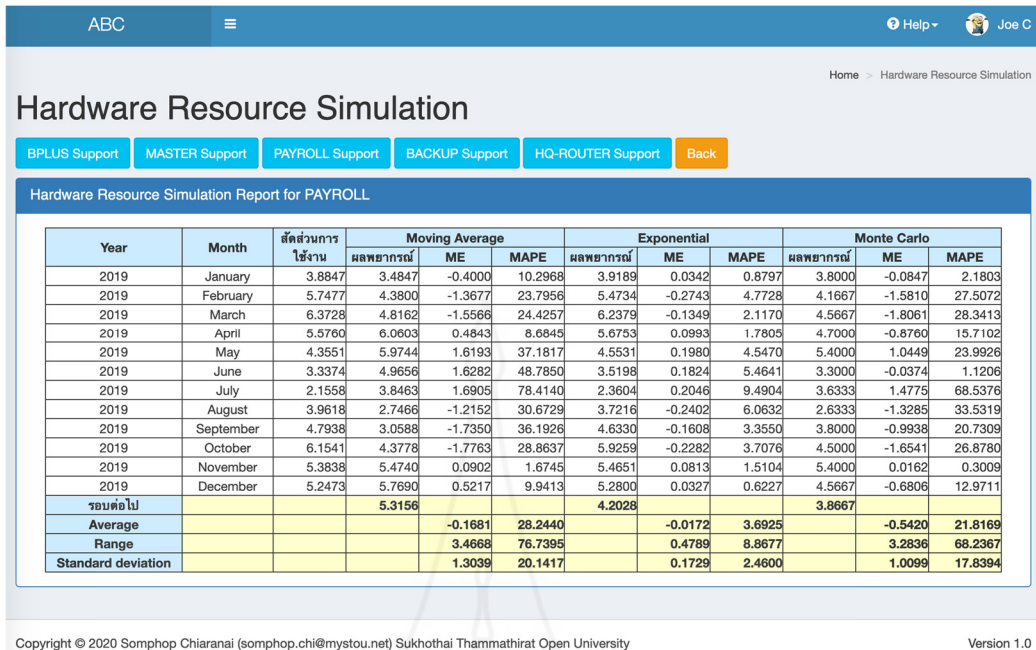 ABC
Help
Joe C
Home > Hardware Resource Simulation
Hardware Resource Simulation
BPLUS Support MASTER Support PAYROLL Support BACKUP Support HQ-ROUTER Support Back
Hardware Resource Simulation Report for PAYROLL
Year Month สัดส่วนการใช้งาน Moving Average Exponential Monte Carlo
ผลพยากรณ์ ME MAPE ผลพยากรณ์ ME MAPE ผลพยากรณ์ ME MAPE
2019 January 3.8847 3.4847 -0.4000 10.2968 3.9189 0.0342 0.8797 3.8000 -0.0847 2.1803
2019 February 5.7477 4.3800 -1.3677 23.7956 5.4734 -0.2743 4.7728 4.1667 -1.5810 27.5072
2019 March 6.3728 4.8162 -1.5566 24.4257 6.2379 -0.1349 2.1170 4.5667 -1.8061 28.3413
2019 April 5.5760 6.0603 0.4843 8.6845 5.6753 0.0993 1.7805 4.7000 -0.8760 15.7102
2019 May 4.3551 5.9744 1.6193 37.1817 4.5531 0.1980 4.5470 5.4000 1.0449 23.9926
2019 June 3.3374 4.9656 1.6282 48.7850 3.5198 0.1824 5.4641 3.3000 -0.0374 1.1206
2019 July 2.1558 3.8463 1.6905 78.4140 2.3604 0.2046 9.4904 3.6333 1.4775 68.5376
2019 August 3.9618 2.7466 -1.2152 30.6729 3.7216 -0.2402 6.0632 2.6333 -1.3285 33.5319
2019 September 4.7938 3.0588 -1.7350 36.1926 4.6330 -0.1608 3.3550 3.8000 -0.9938 20.7309
2019 October 6.1541 4.3778 -1.7763 28.8637 5.9259 -0.2282 3.7076 4.5000 -1.6541 26.8780
2019 November 5.3838 5.4740 0.0902 1.6745 5.4651 0.0813 1.5104 5.4000 0.0162 0.3009
2019 December 5.2473 5.7690 0.5217 9.9413 5.2800 0.0327 0.6227 4.5667 -0.6806 12.9711
รอบต่อไป 5.3156 4.2028 3.8667
Average -0.1681 28.2440 -0.0172 3.6925 -0.5420 21.8169
Range 3.4668 76.7395 0.4789 8.8677 3.2836 68.2367
Standard deviation 1.3039 20.1417 0.1729 2.4600 1.0099 17.8394
Copyright © 2020 Somphop Chiaranai (somphop.chi@mystou.net) Sukhothai Thammathirat Open University
Version 1.0